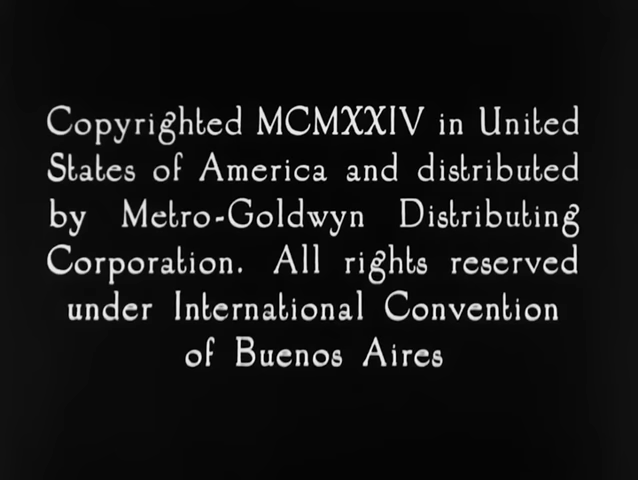 Copyrighted MCMXXIV in United
States of America and distributed
by Metro-Goldwyn Distributing
Corporation. All rights reserved
under International Convention
of Buenos Aires